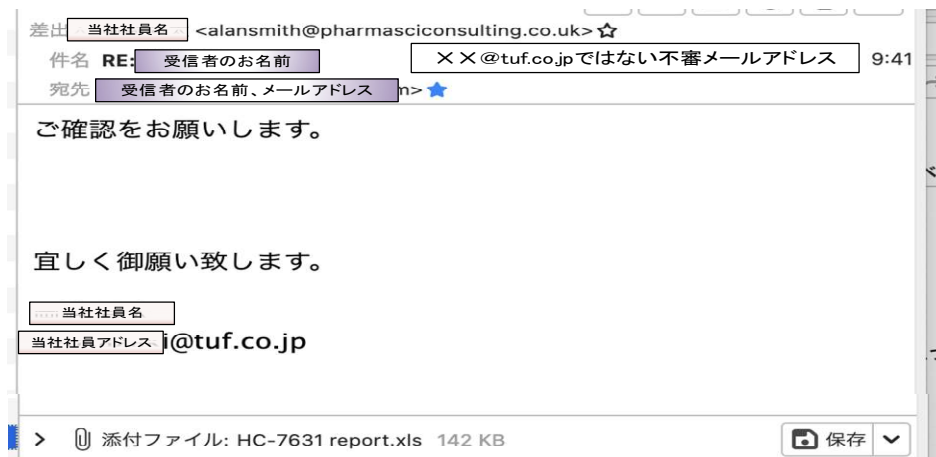 差出 当社社員名 <alansmith@pharmasciconsulting.co.uk>
件名 RE: 受信者のお名前 ××@tuf.co.jpではない不審メールアドレス 9:41
宛先 受信者のお名前、メールアドレス m>
ご確認をお願いします。
宜しく御願い致します。
当社社員名
当社社員アドレス i@tuf.co.jp
添付ファイル: HC-7631 report.xls 142 KB 保存